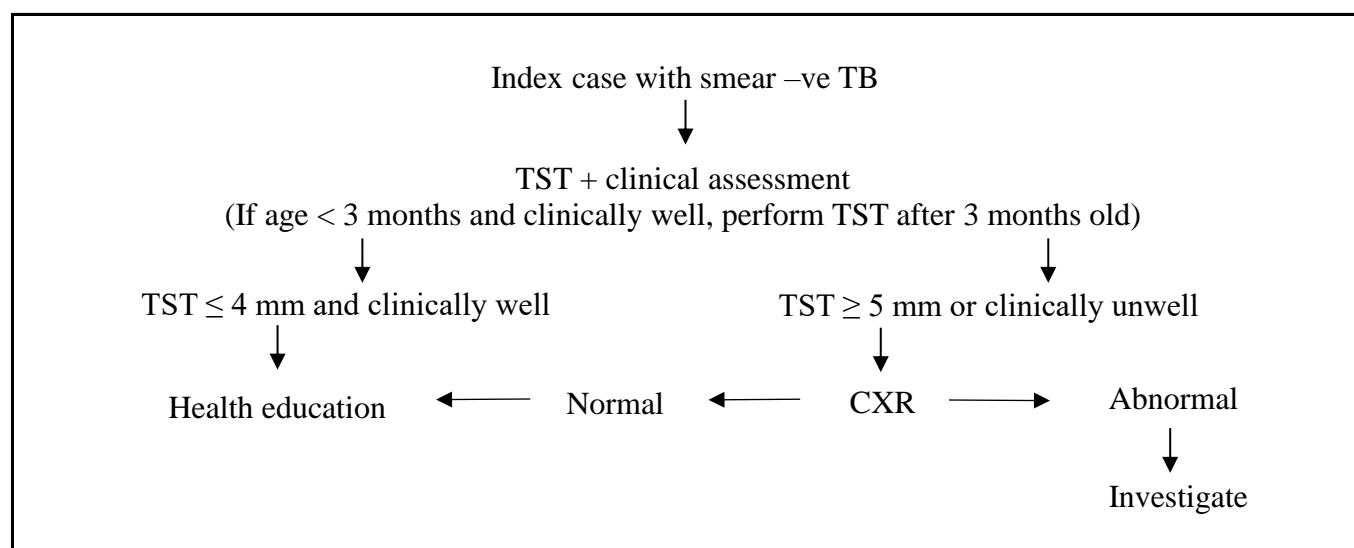 Index case with smear –ve TB
TST + clinical assessment
(If age < 3 months and clinically well, perform TST after 3 months old)
TST ≤ 4 mm and clinically well
TST ≥ 5 mm or clinically unwell
Health education
Normal
CXR
Abnormal
Investigate